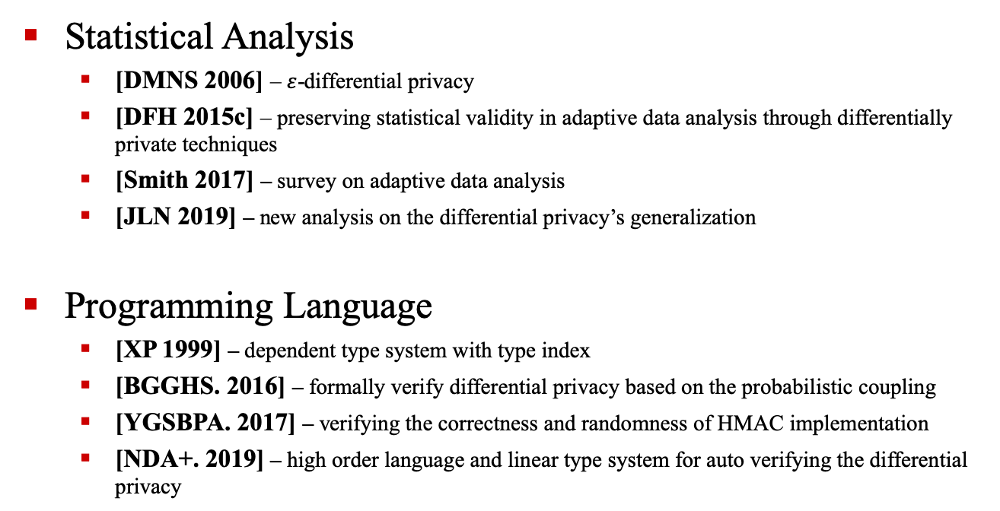 Statistical Analysis
[DMNS 2006] – ε-differential privacy
[DFH 2015c] – preserving statistical validity in adaptive data analysis through differentially
private techniques
[Smith 2017] – survey on adaptive data analysis
[JLN 2019] – new analysis on the differential privacy’s generalization
Programming Language
[XP 1999] – dependent type system with type index
[BGGHS. 2016] – formally verify differential privacy based on the probabilistic coupling
[YGSBPA. 2017] – verifying the correctness and randomness of HMAC implementation
[NDA+. 2019] – high order language and linear type system for auto verifying the differential
privacy